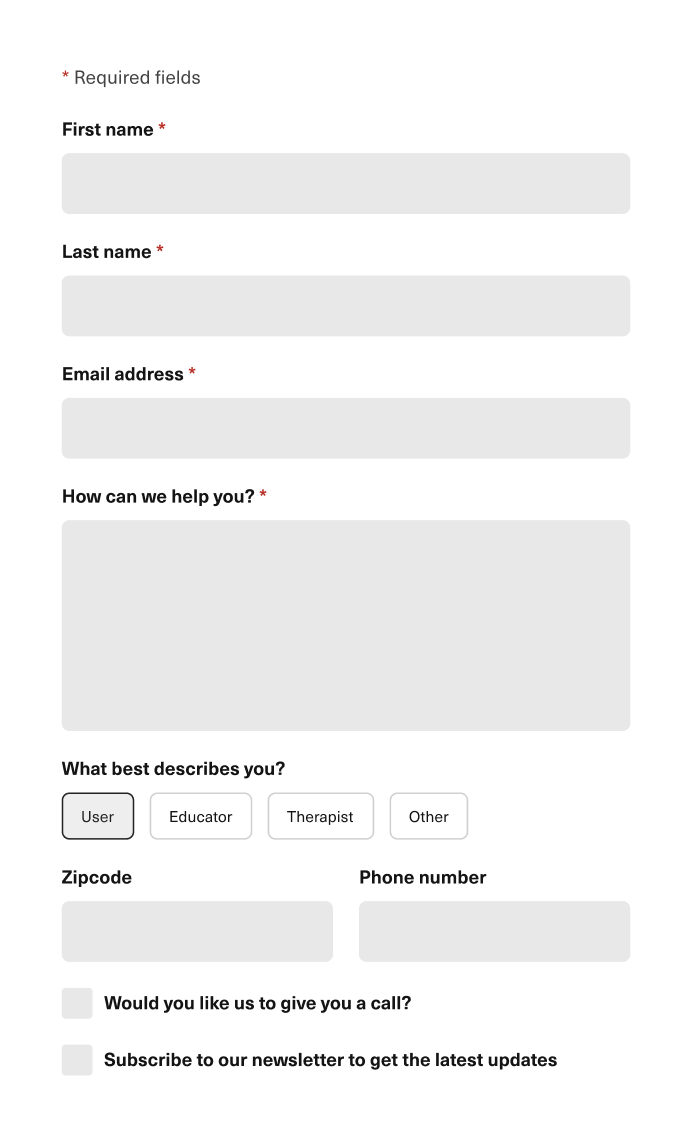 * Required fields
First name *
Last name *
Email address *
How can we help you? *
What best describes you?
User Educator Therapist Other
Zipcode Phone number
Would you like us to give you a call?
Subscribe to our newsletter to get the latest updates